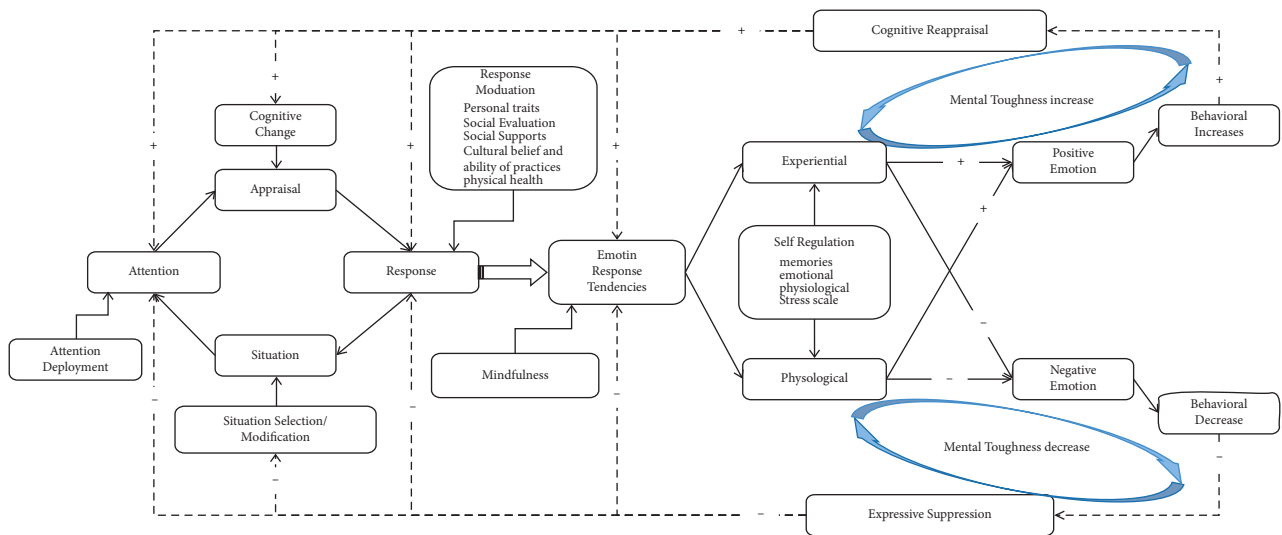 +
Cognitive Reappraisal
+
+
+
+
+
Response
Moduation
Personal traits
Social Evaluation
Social Supports
Cultural belief and
ability of practices
physical health
Cognitive
Change
Mental Toughness increase
Behavioral
Increases
Appraisal
Experiential
+
Positive
Emotion
+
Attention
Response
Emotin
Response
Tendencies
Self Regulation
memories
emotional
physiological
Stress scale
Attention
Deployment
Situation
Mindfulness
Physological
−
−
Negative
Emotion
Situation Selection/
Modification
−
−
−
−
Mental Toughness decrease
Behavioral
Decrease
−
−
Expressive Suppression